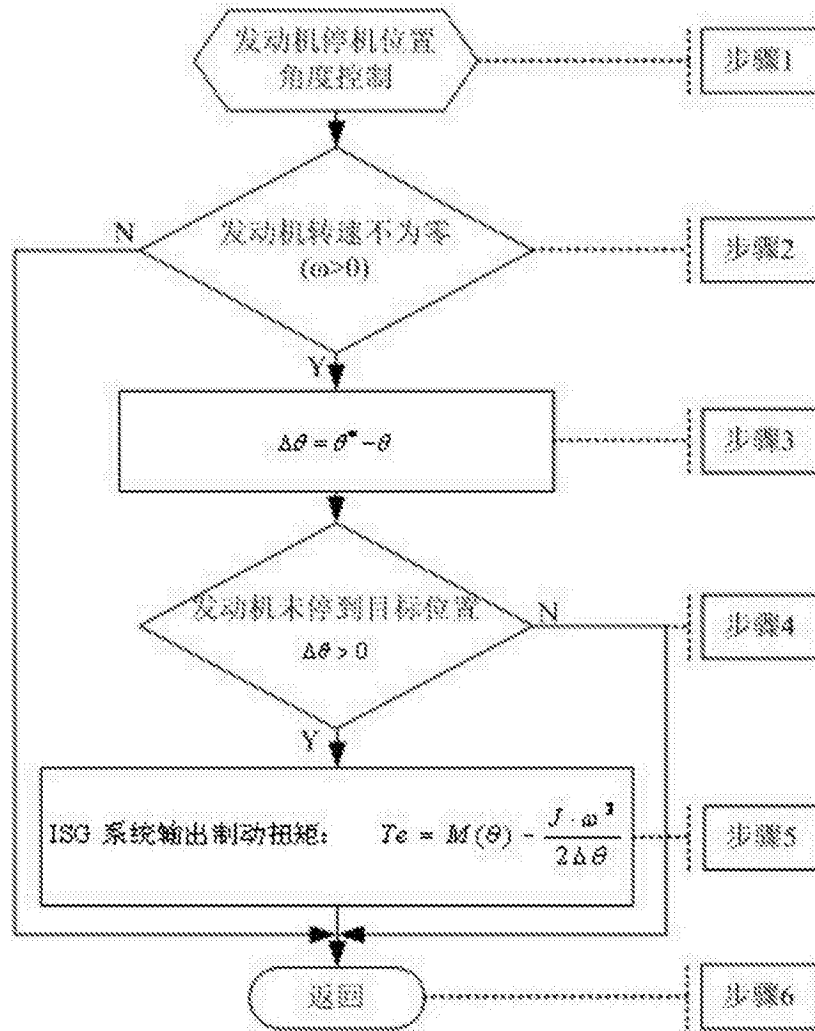 发动机停机位置
角度控制
步骤1
N
发动机转速不为零
(ω>0)
步骤2
Y
Δθ = θ* - θ
步骤3
发动机未停到目标位置
Δθ > 0
N
步骤4
Y
ISG 系统输出制动扭矩： Te = M(θ) - J·ω² / 2Δθ
步骤5
返回
步骤6